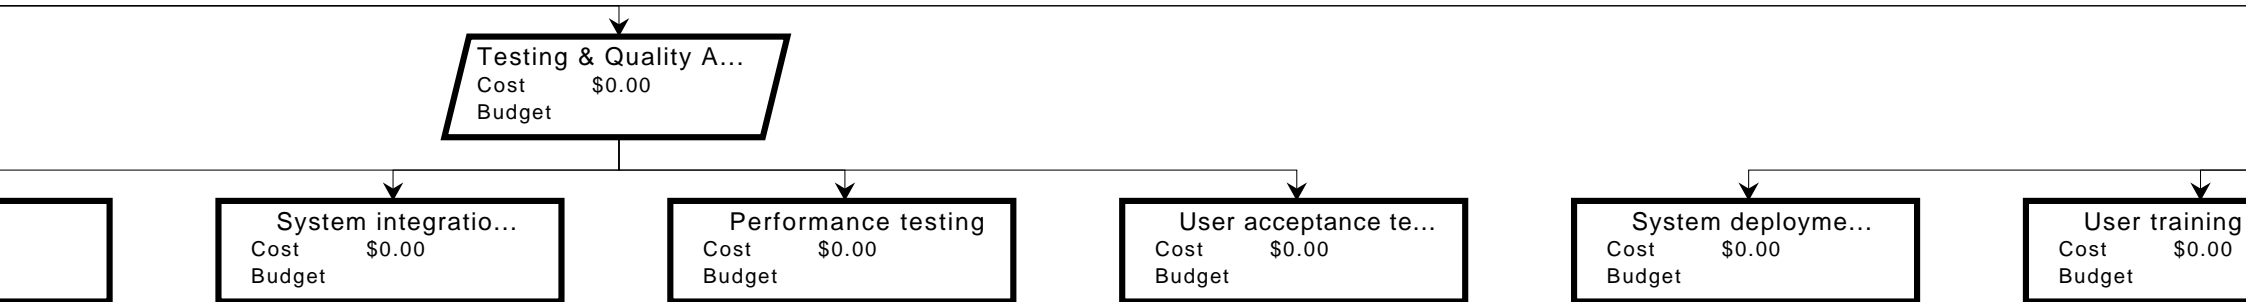 Testing & Quality A...
Cost $0.00
Budget
System integratio...
Cost $0.00
Budget
Performance testing
Cost $0.00
Budget
User acceptance te...
Cost $0.00
Budget
System deployme...
Cost $0.00
Budget
User training
Cost $0.00
Budget